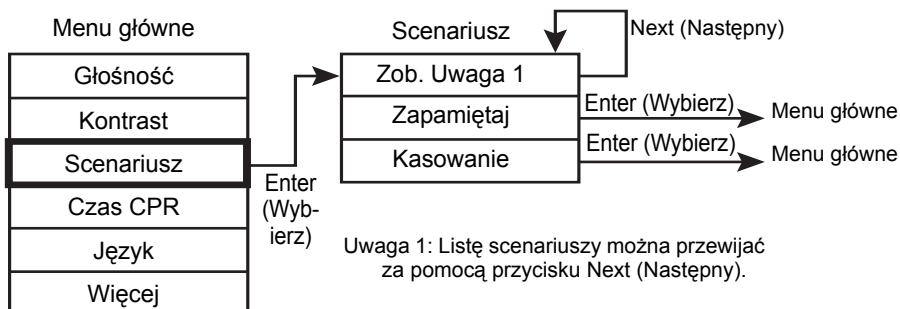 Menu główne
Głośność
Kontrast
Scenariusz
Czas CPR
Język
Więcej
Enter
(Wyb-
ierz)
Scenariusz
Next (Następny)
Zob. Uwaga 1
Zapamiętaj
Enter (Wybierz)
Menu główne
Kasowanie
Enter (Wybierz)
Menu główne
Uwaga 1: Listę scenariuszy można przewijać
za pomocą przycisku Next (Następny).